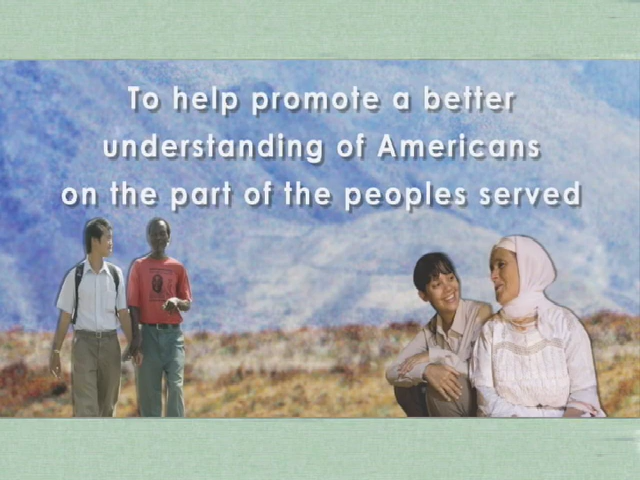 To help promote a better
understanding of Americans
on the part of the peoples served